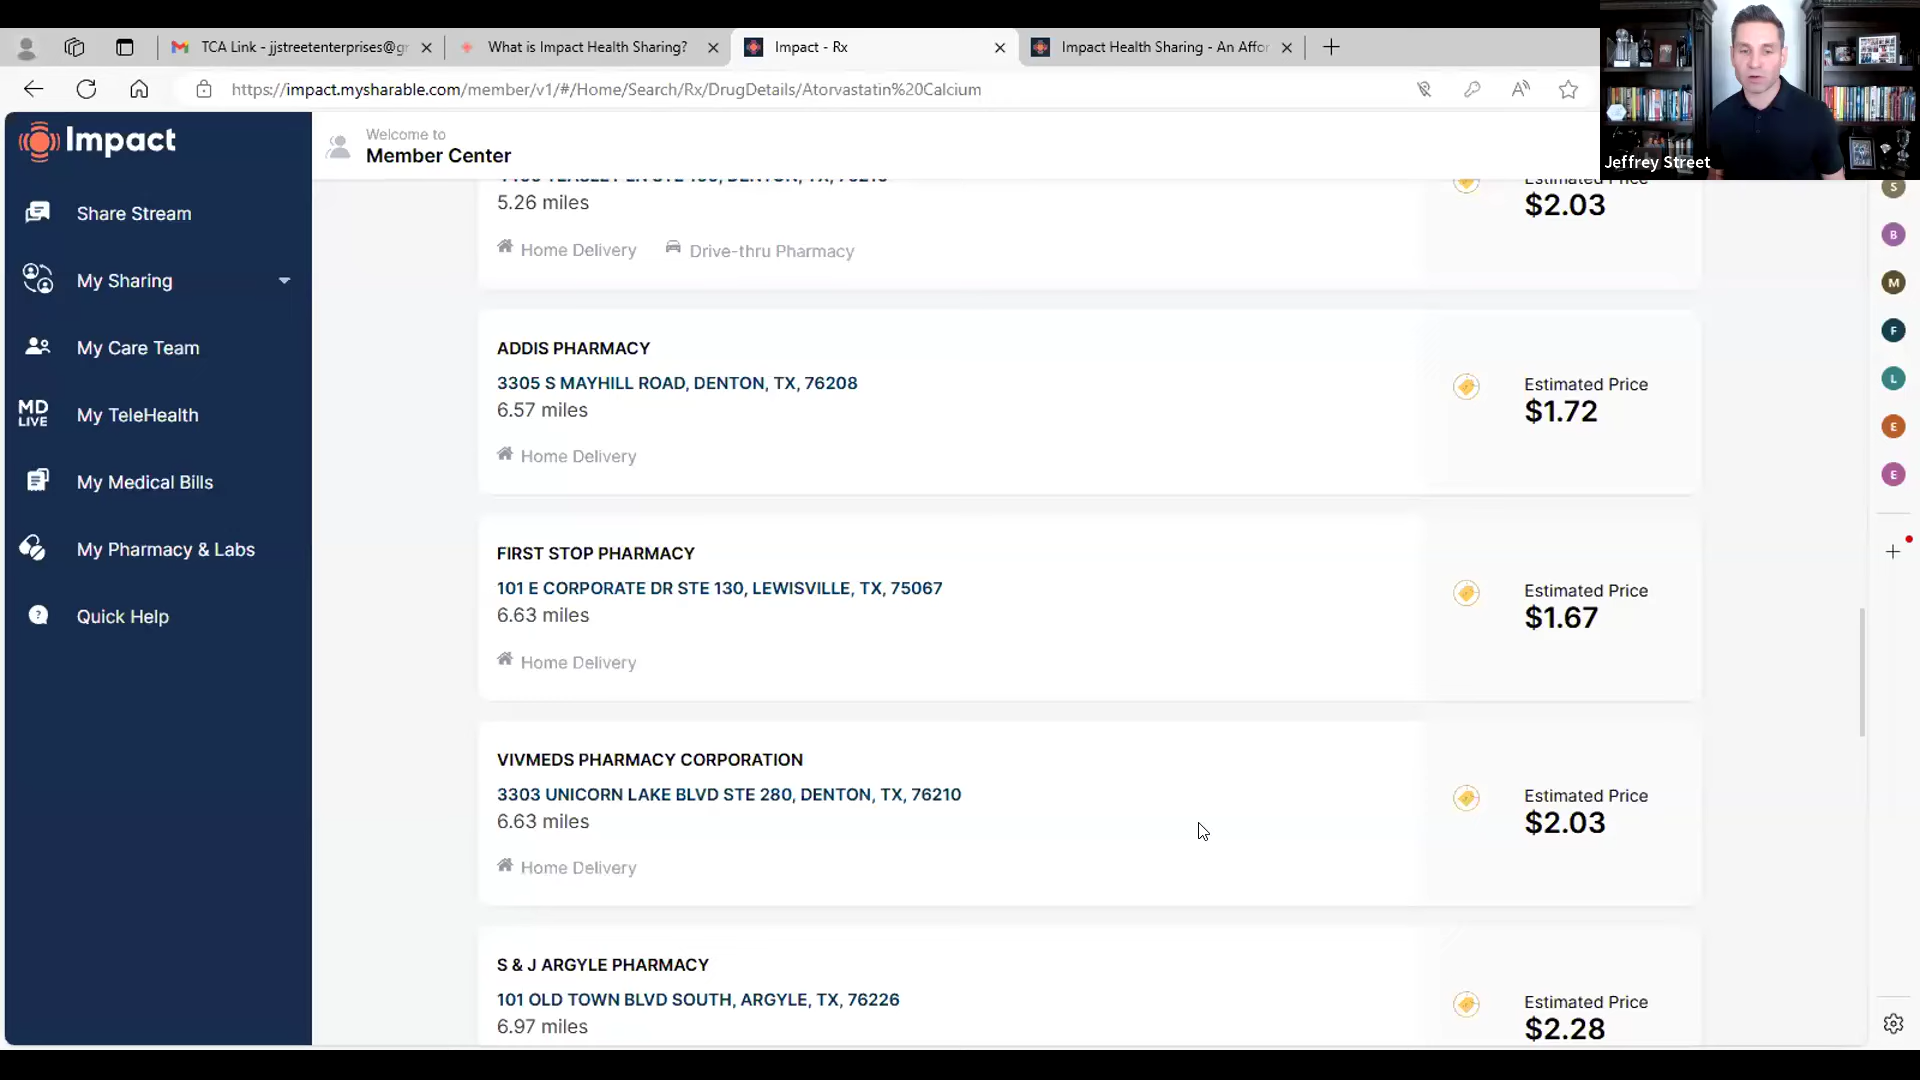 TCA Link - jjstreetenterprises@gr
What is Impact Health Sharing?
Impact - Rx
Impact Health Sharing - An Affor
https://impact.mysharable.com/member/v1/#/Home/Search/Rx/DrugDetails/Atorvastatin%20Calcium
Jeffrey Street
Impact
Welcome to
Member Center
Share Stream
My Sharing
My Care Team
MD
LIVE
My TeleHealth
My Medical Bills
My Pharmacy & Labs
Quick Help
5.26 miles
Home Delivery
Drive-thru Pharmacy
Estimated Price
$2.03
ADDIS PHARMACY
3305 S MAYHILL ROAD, DENTON, TX, 76208
6.57 miles
Home Delivery
Estimated Price
$1.72
FIRST STOP PHARMACY
101 E CORPORATE DR STE 130, LEWISVILLE, TX, 75067
6.63 miles
Home Delivery
Estimated Price
$1.67
VIVMEDS PHARMACY CORPORATION
3303 UNICORN LAKE BLVD STE 280, DENTON, TX, 76210
6.63 miles
Home Delivery
Estimated Price
$2.03
S & J ARGYLE PHARMACY
101 OLD TOWN BLVD SOUTH, ARGYLE, TX, 76226
6.97 miles
Estimated Price
$2.28
S
B
M
F
L
E
E